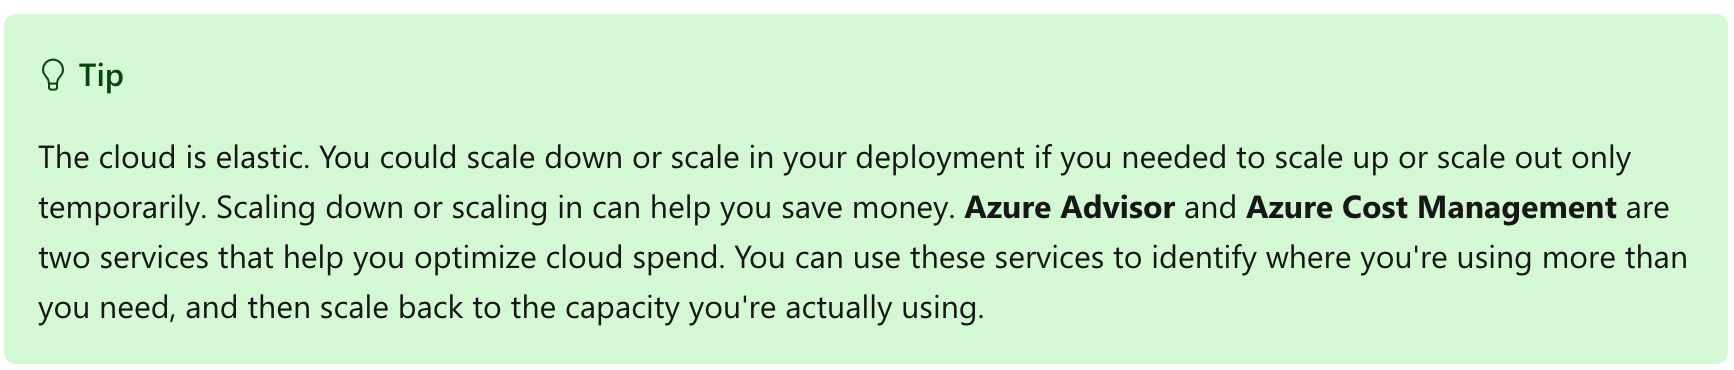 Tip
The cloud is elastic. You could scale down or scale in your deployment if you needed to scale up or scale out only
temporarily. Scaling down or scaling in can help you save money. Azure Advisor and Azure Cost Management are
two services that help you optimize cloud spend. You can use these services to identify where you're using more than
you need, and then scale back to the capacity you're actually using.